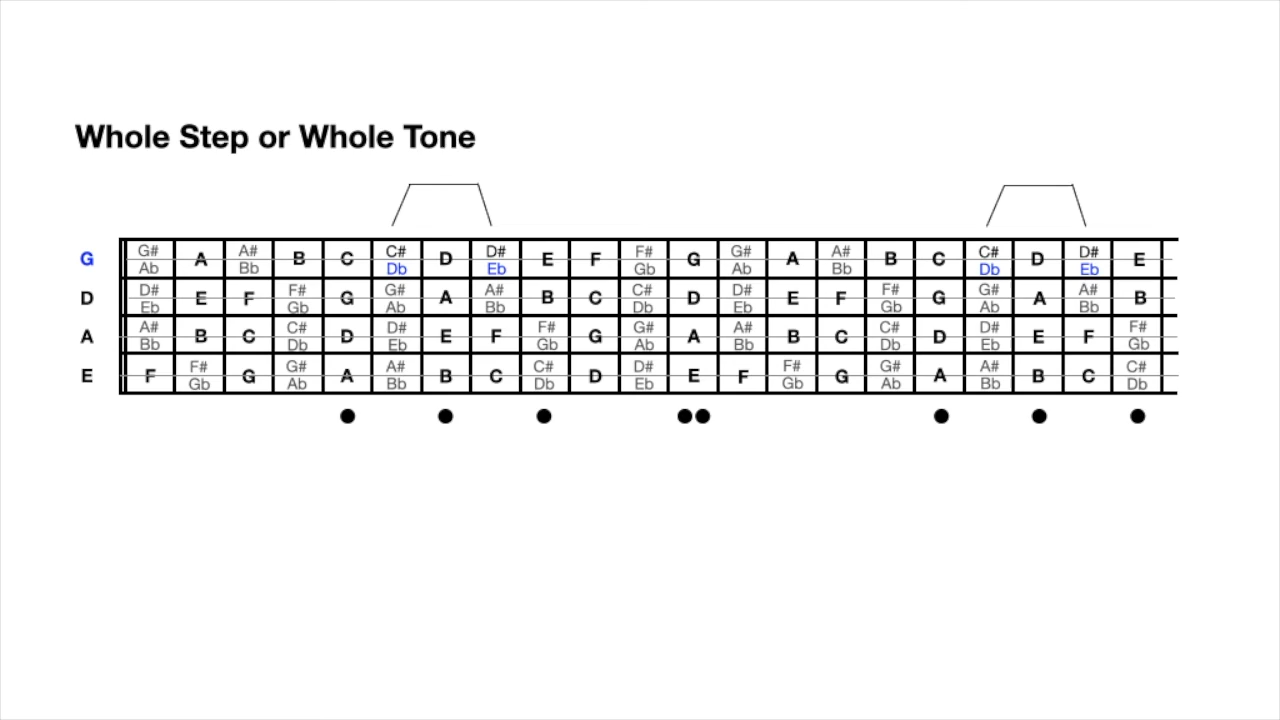 Whole Step or Whole Tone
G G# Ab A A# Bb B C C# Db D D# Eb E F F# Gb G G# Ab A A# Bb B C C# Db D D# Eb E
D D# Eb E F F# Gb G G# Ab A A# Bb B C C# Db D D# Eb E F F# Gb G G# Ab A A# Bb B
A A# Bb B C C# Db D D# Eb E F F# Gb G G# Ab A A# Bb B C C# Db D D# Eb E F F# Gb
E F F# Gb G G# Ab A A# Bb B C C# Db D D# Eb E F F# Gb G G# Ab A A# Bb B C C# Db